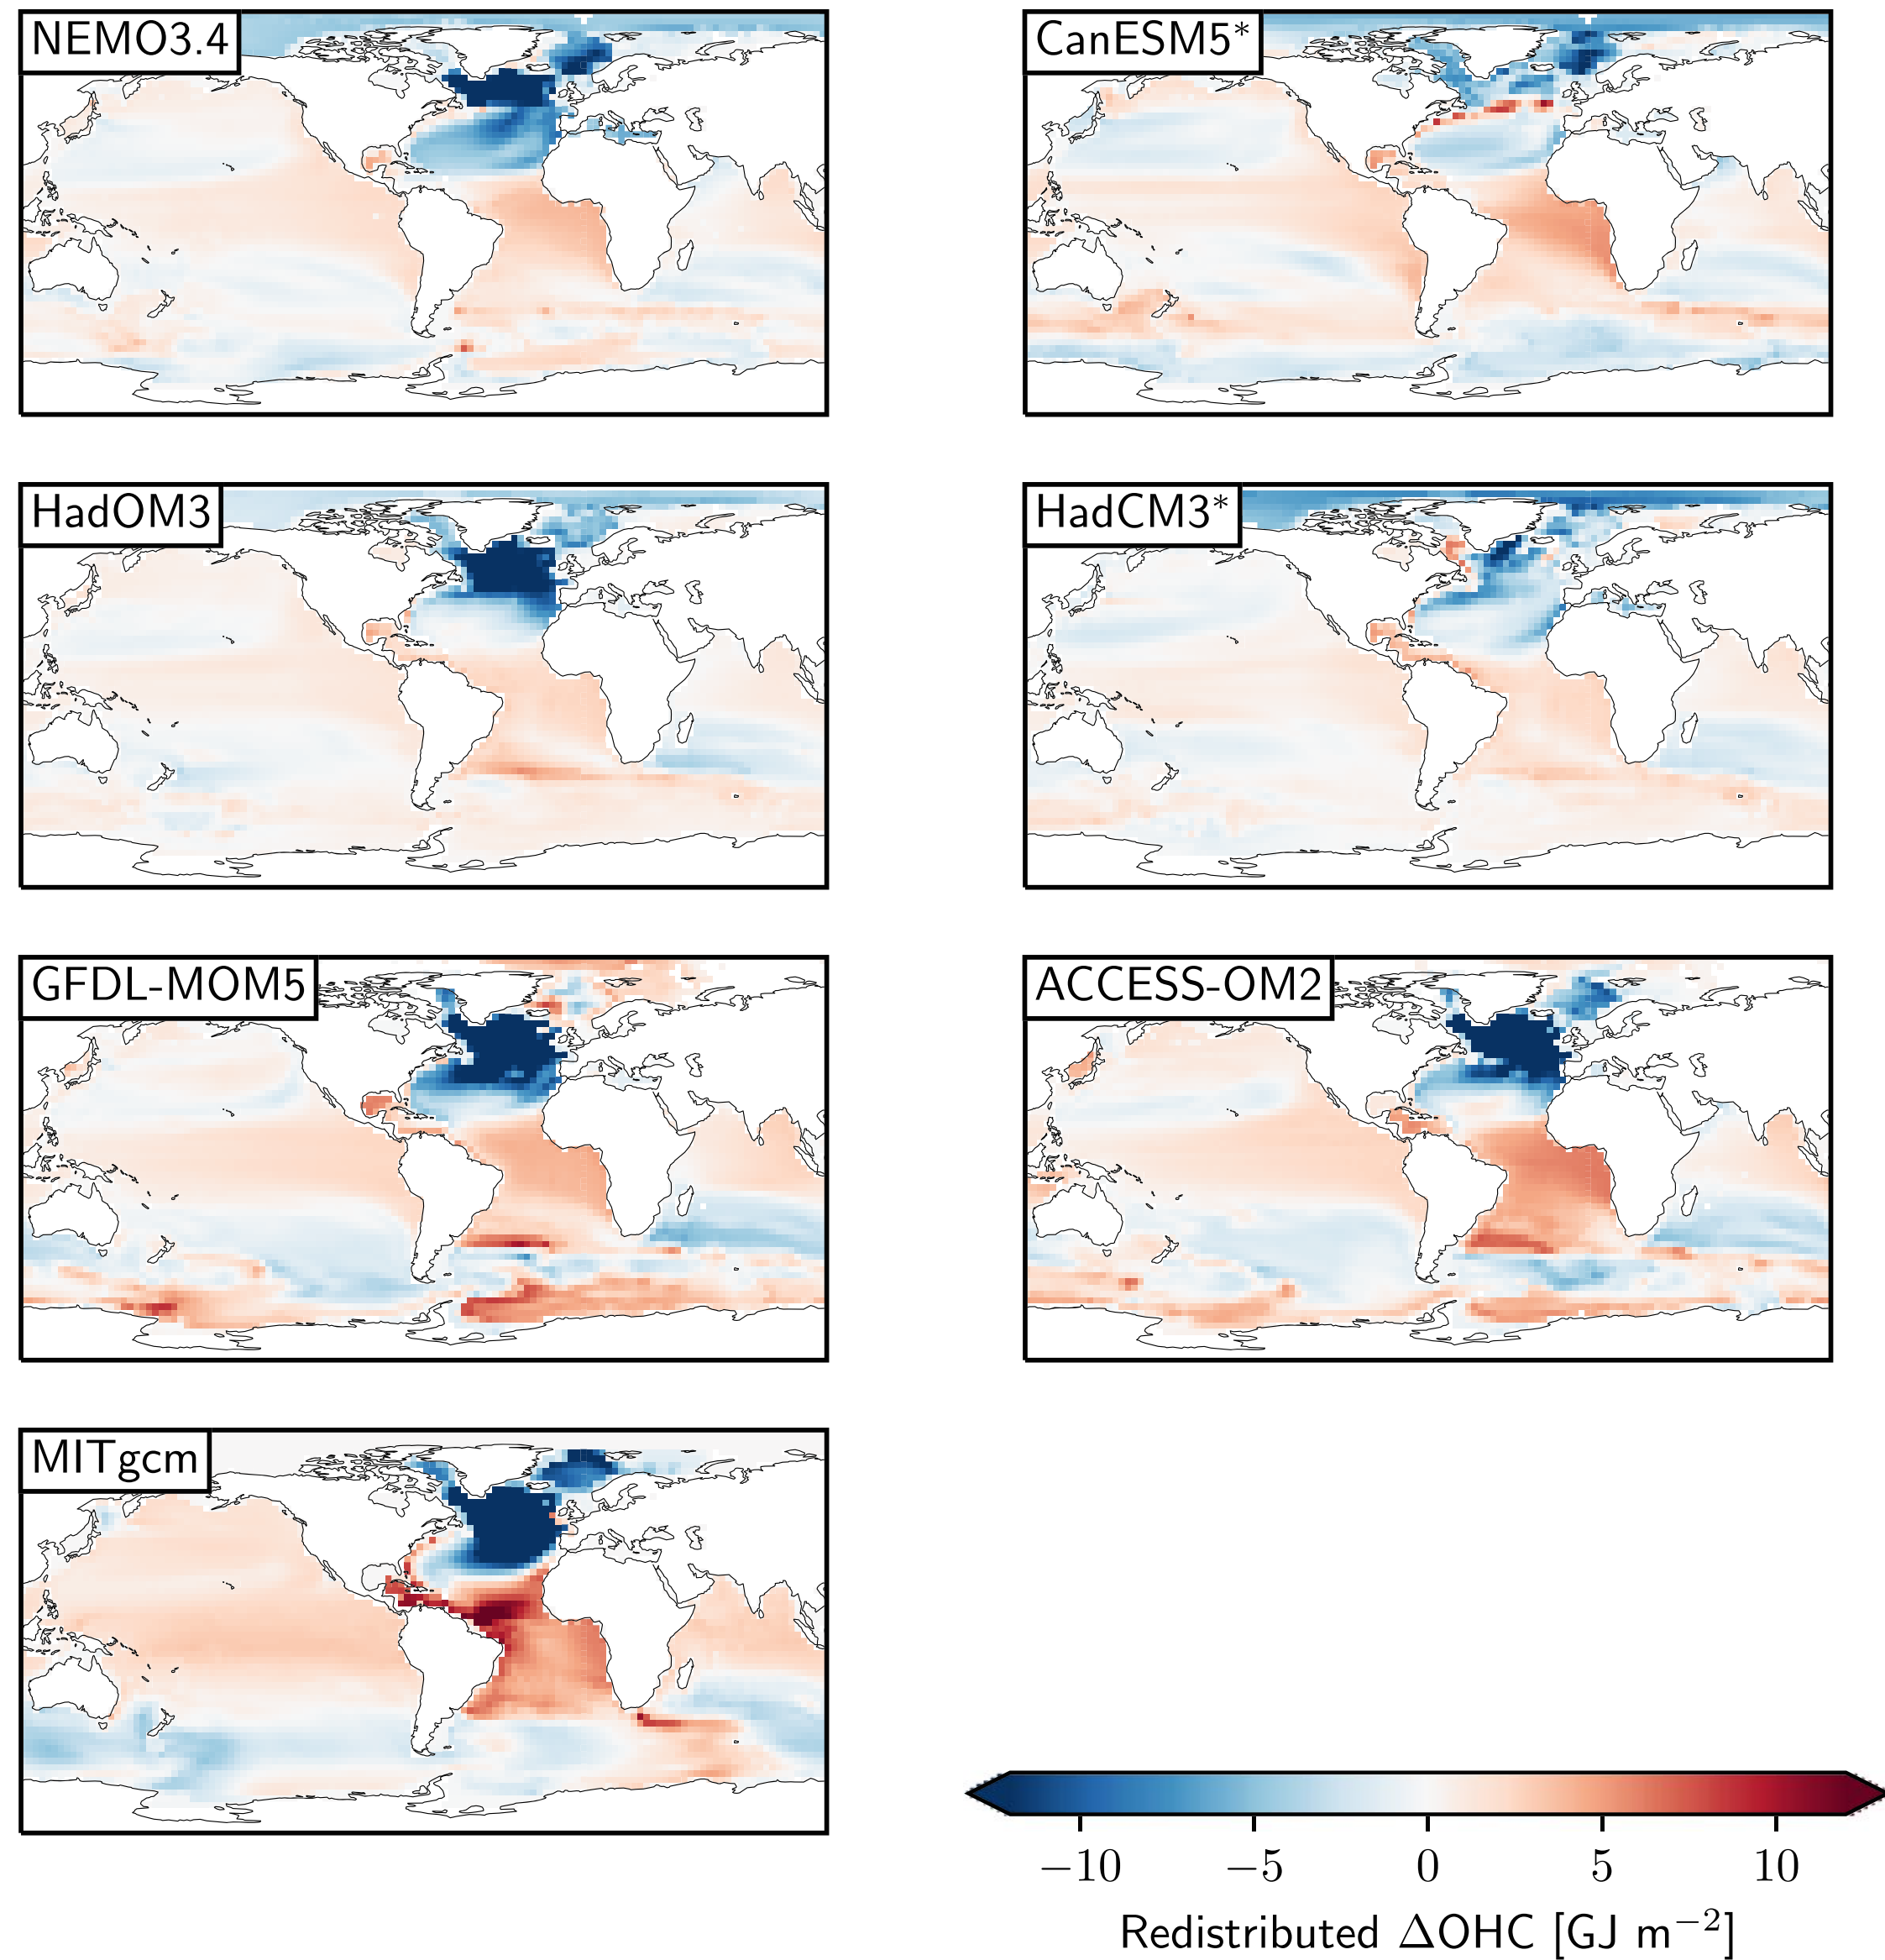 NEMO3.4
CanESM5*
HadOM3
HadCM3*
GFDL-MOM5
ACCESS-OM2
MITgcm
−10 −5 0 5 10
Redistributed ΔOHC [GJ m⁻²]